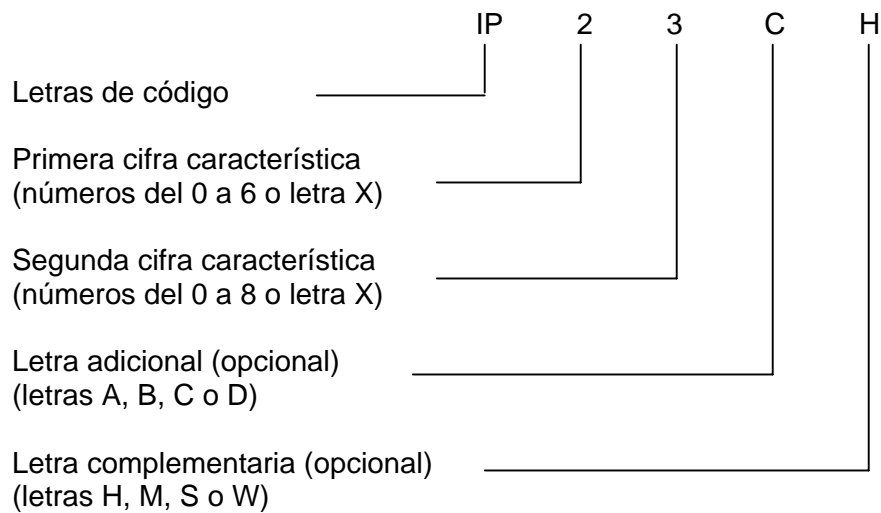 IP 2 3 C H
Letras de código
Primera cifra característica
(números del 0 a 6 o letra X)
Segunda cifra característica
(números del 0 a 8 o letra X)
Letra adicional (opcional)
(letras A, B, C o D)
Letra complementaria (opcional)
(letras H, M, S o W)